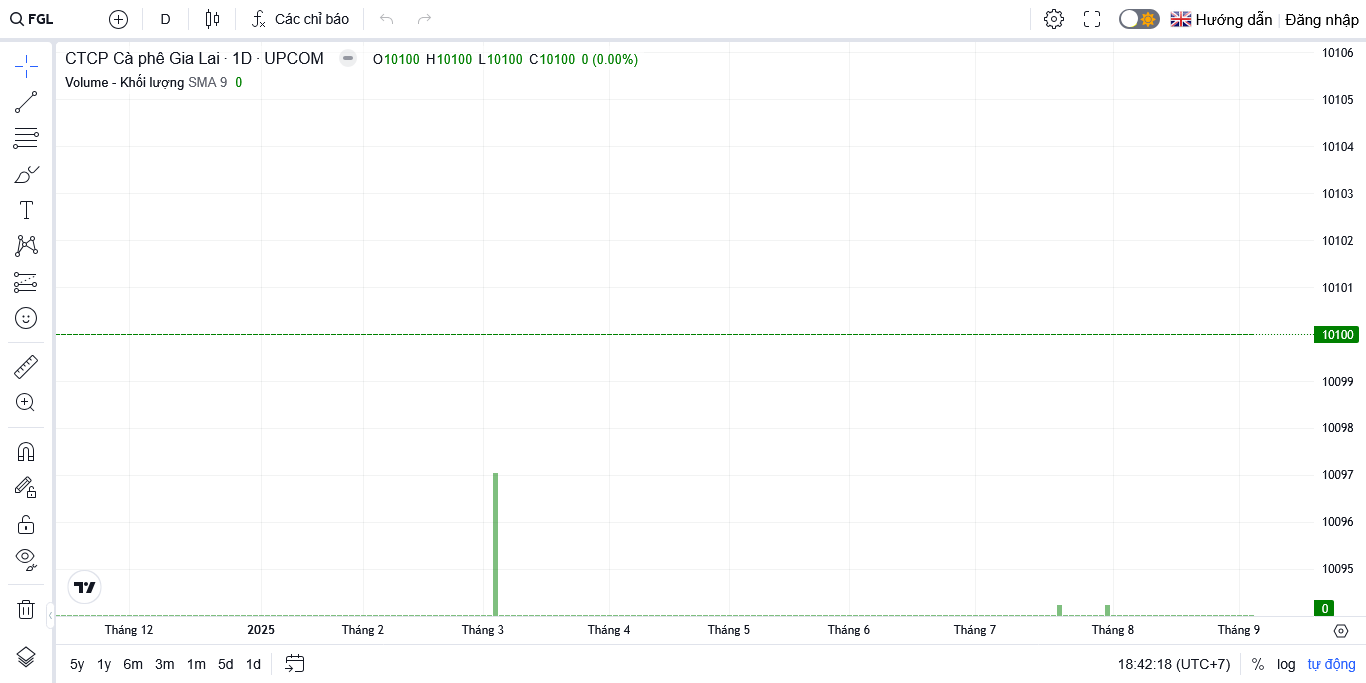 FGL D Các chỉ báo Hướng dẫn Đăng nhập
CTCP Cà phê Gia Lai · 1D · UPCOM O10100 H10100 L10100 C10100 0 (0.00%)
Volume - Khối lượng SMA 9 0
10106
10105
10104
10103
10102
10101
10100
10099
10098
10097
10096
10095
0
Tháng 12 2025 Tháng 2 Tháng 3 Tháng 4 Tháng 5 Tháng 6 Tháng 7 Tháng 8 Tháng 9
5y 1y 6m 3m 1m 5d 1d 18:42:18 (UTC+7) % log tự động